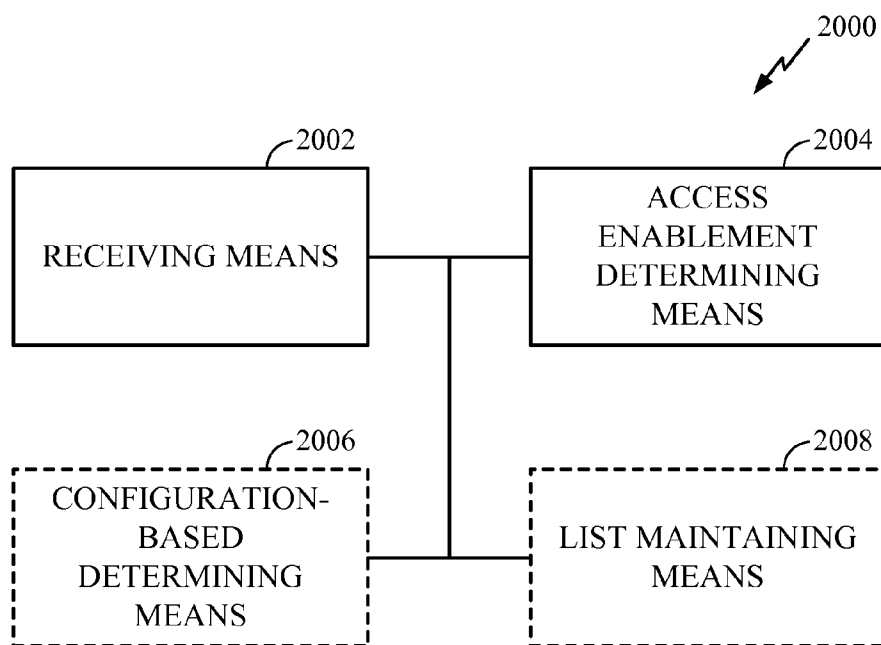 2000
2002
RECEIVING MEANS
2004
ACCESS
ENABLEMENT
DETERMINING
MEANS
2006
CONFIGURATION-
BASED
DETERMINING
MEANS
2008
LIST MAINTAINING
MEANS